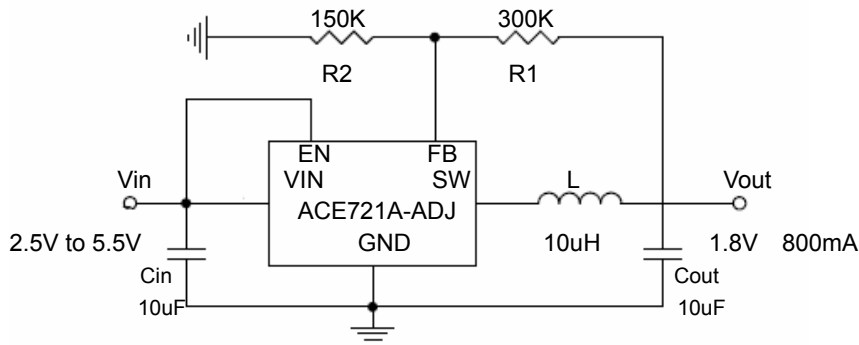 150K 300K
R2 R1
EN FB
Vin VIN SW L Vout
ACE721A-ADJ
2.5V to 5.5V GND 10uH 1.8V 800mA
Cin Cout
10uF 10uF